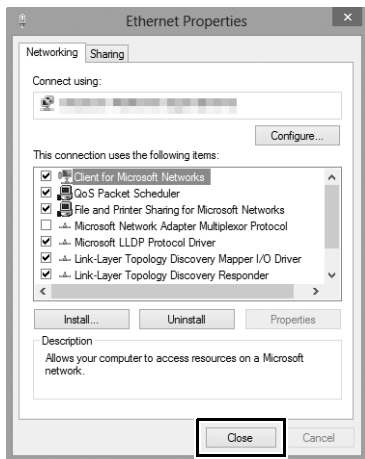 Ethernet Properties
Networking
Sharing
Connect using:
Configure...
This connection uses the following items:
Client for Microsoft Networks
QoS Packet Scheduler
File and Printer Sharing for Microsoft Networks
Microsoft Network Adapter Multiplexor Protocol
Microsoft LLDP Protocol Driver
Link-Layer Topology Discovery Mapper I/O Driver
Link-Layer Topology Discovery Responder
Install...
Uninstall
Properties
Description
Allows your computer to access resources on a Microsoft
network.
Close
Cancel